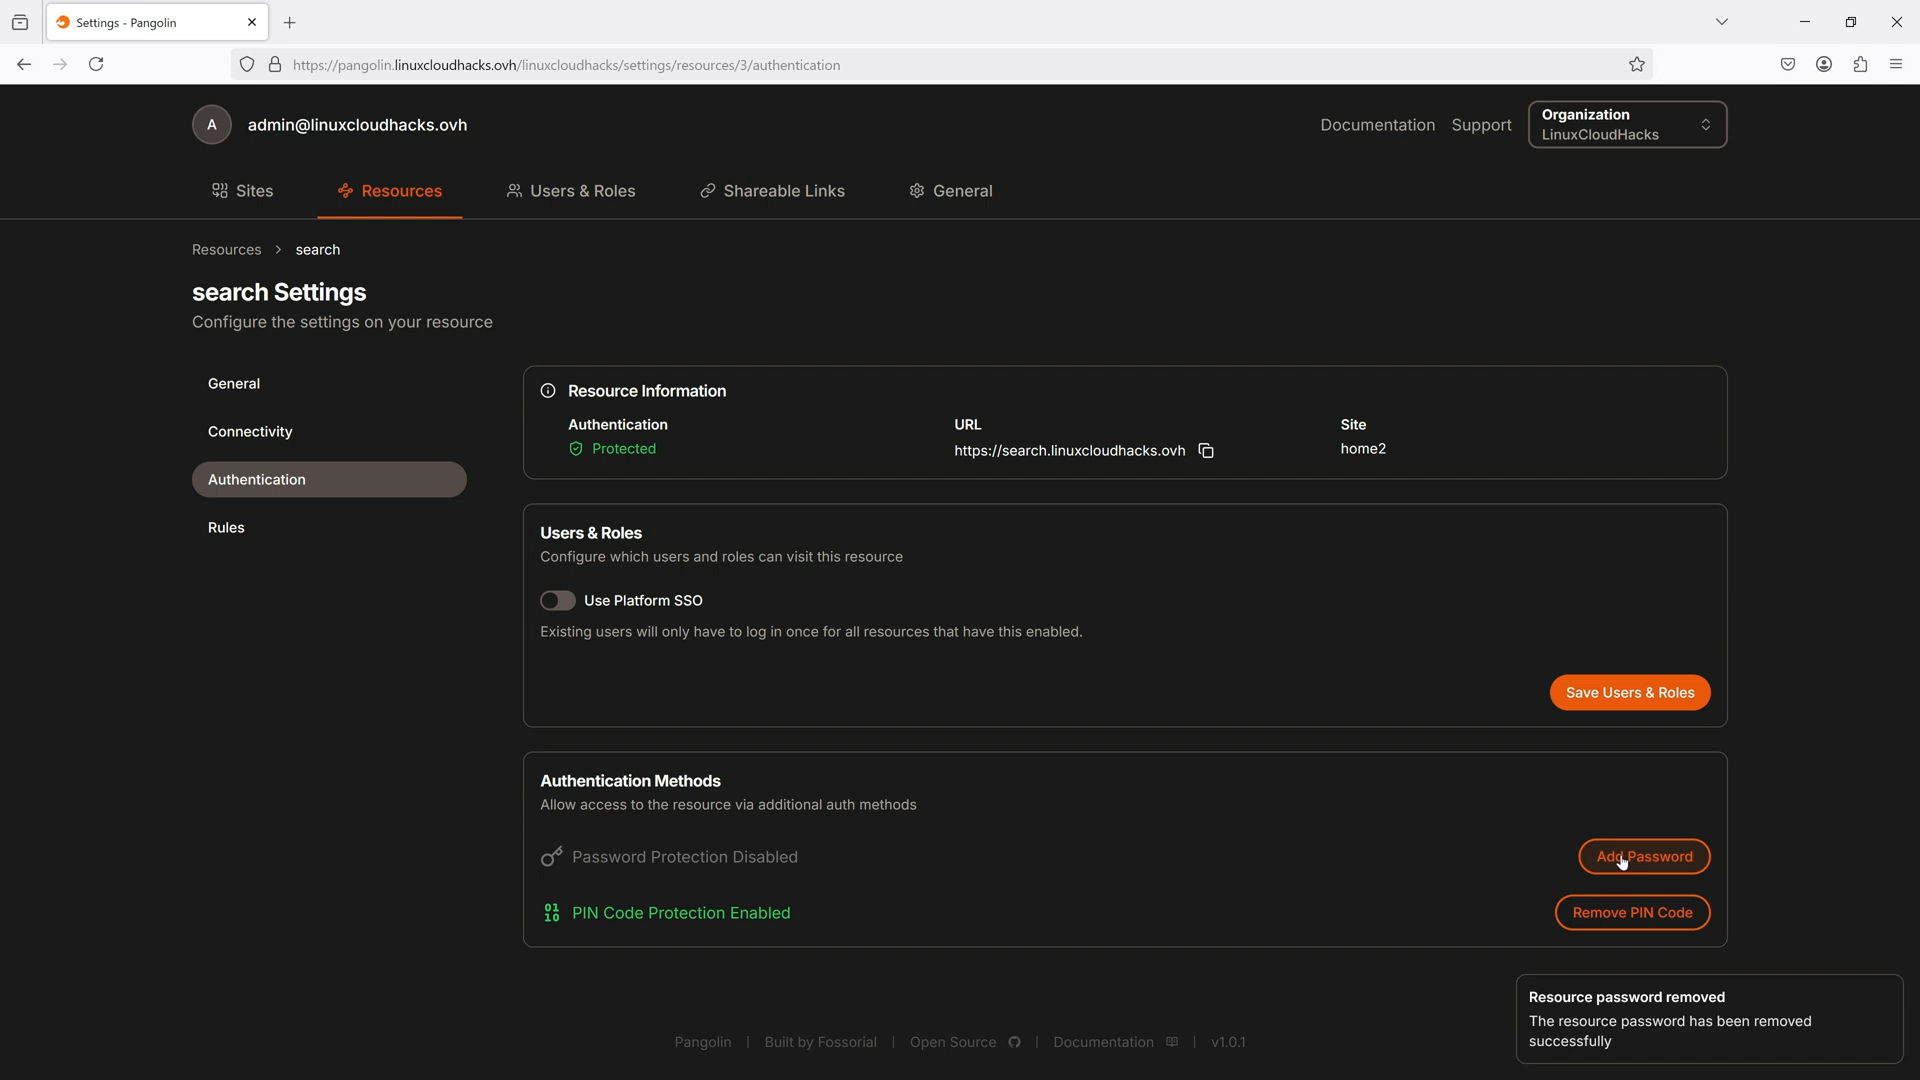 Settings - Pangolin
https://pangolin.linuxcloudhacks.ovh/linuxcloudhacks/settings/resources/3/authentication
A admin@linuxcloudhacks.ovh
Documentation Support Organization
LinuxCloudHacks
Sites Resources Users & Roles Shareable Links General
Resources > search
search Settings
Configure the settings on your resource
General
Connectivity
Authentication
Rules
Resource Information
Authentication URL Site
Protected https://search.linuxcloudhacks.ovh home2
Users & Roles
Configure which users and roles can visit this resource
Use Platform SSO
Existing users will only have to log in once for all resources that have this enabled.
Save Users & Roles
Authentication Methods
Allow access to the resource via additional auth methods
Password Protection Disabled Add Password
PIN Code Protection Enabled Remove PIN Code
Resource password removed
The resource password has been removed
successfully
Pangolin | Built by Fossorial | Open Source | Documentation | v1.0.1